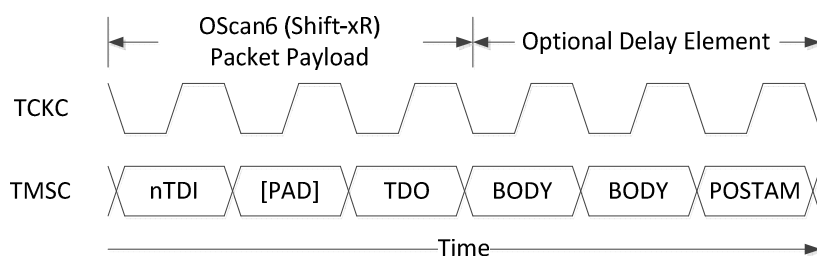 OScan6 (Shift-xR)
Packet Payload
Optional Delay Element
TCKC
TMSC
nTDI
[PAD]
TDO
BODY
BODY
POSTAM
Time